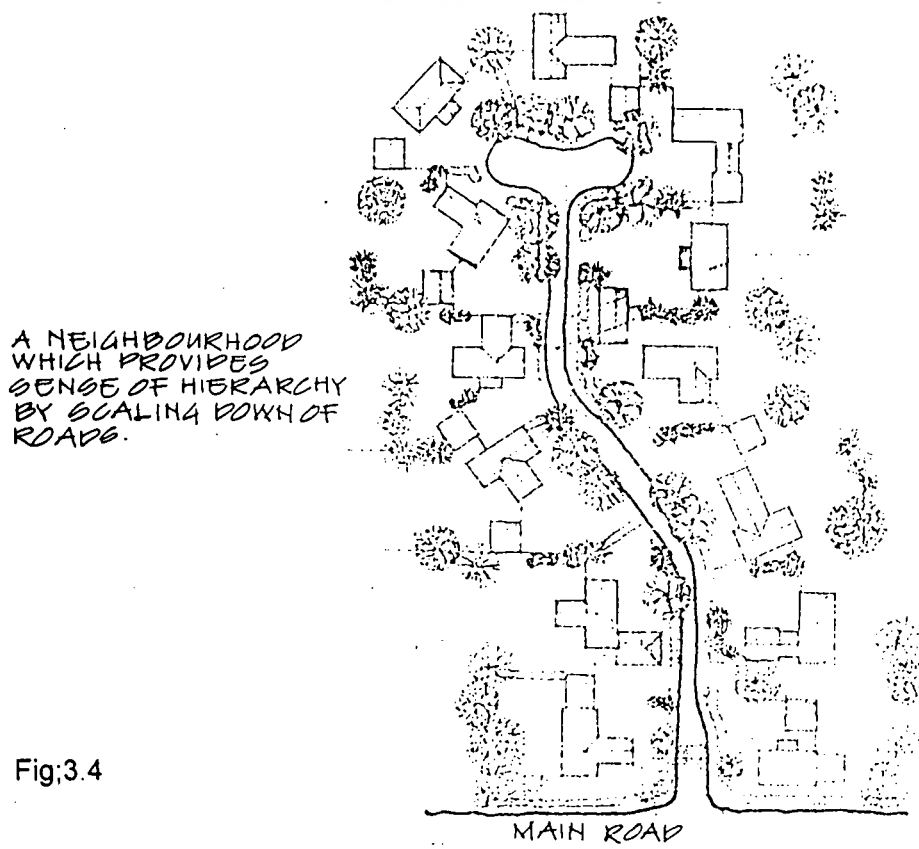 A NEIGHBOURHOOD
WHICH PROVIDES
SENSE OF HIERARCHY
BY SCALING DOWN OF
ROADS.
Fig;3.4
MAIN ROAD